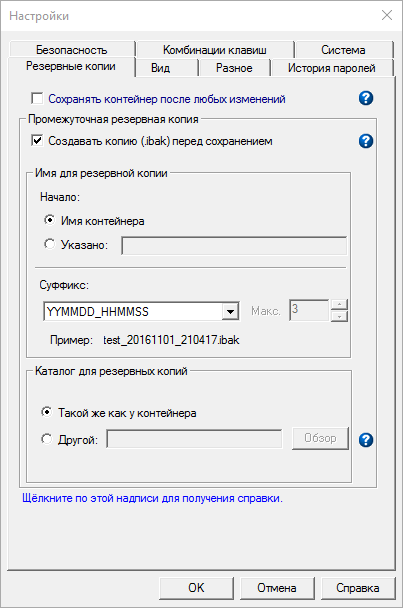 Настройки
Безопасность Комбинации клавиш Система
Резервные копии Вид Разное История паролей
Сохранять контейнер после любых изменений ?
Промежуточная резервная копия
Создавать копию (.ibak) перед сохранением ?
Имя для резервной копии
Начало:
Имя контейнера
Указано:
Суффикс:
YYMMDD_HHMMSS Макс. 3
Пример: test_20161101_210417.ibak
Каталог для резервных копий
Такой же как у контейнера
Другой: Обзор ?
Щёлкните по этой надписи для получения справки.
OK Отмена Справка